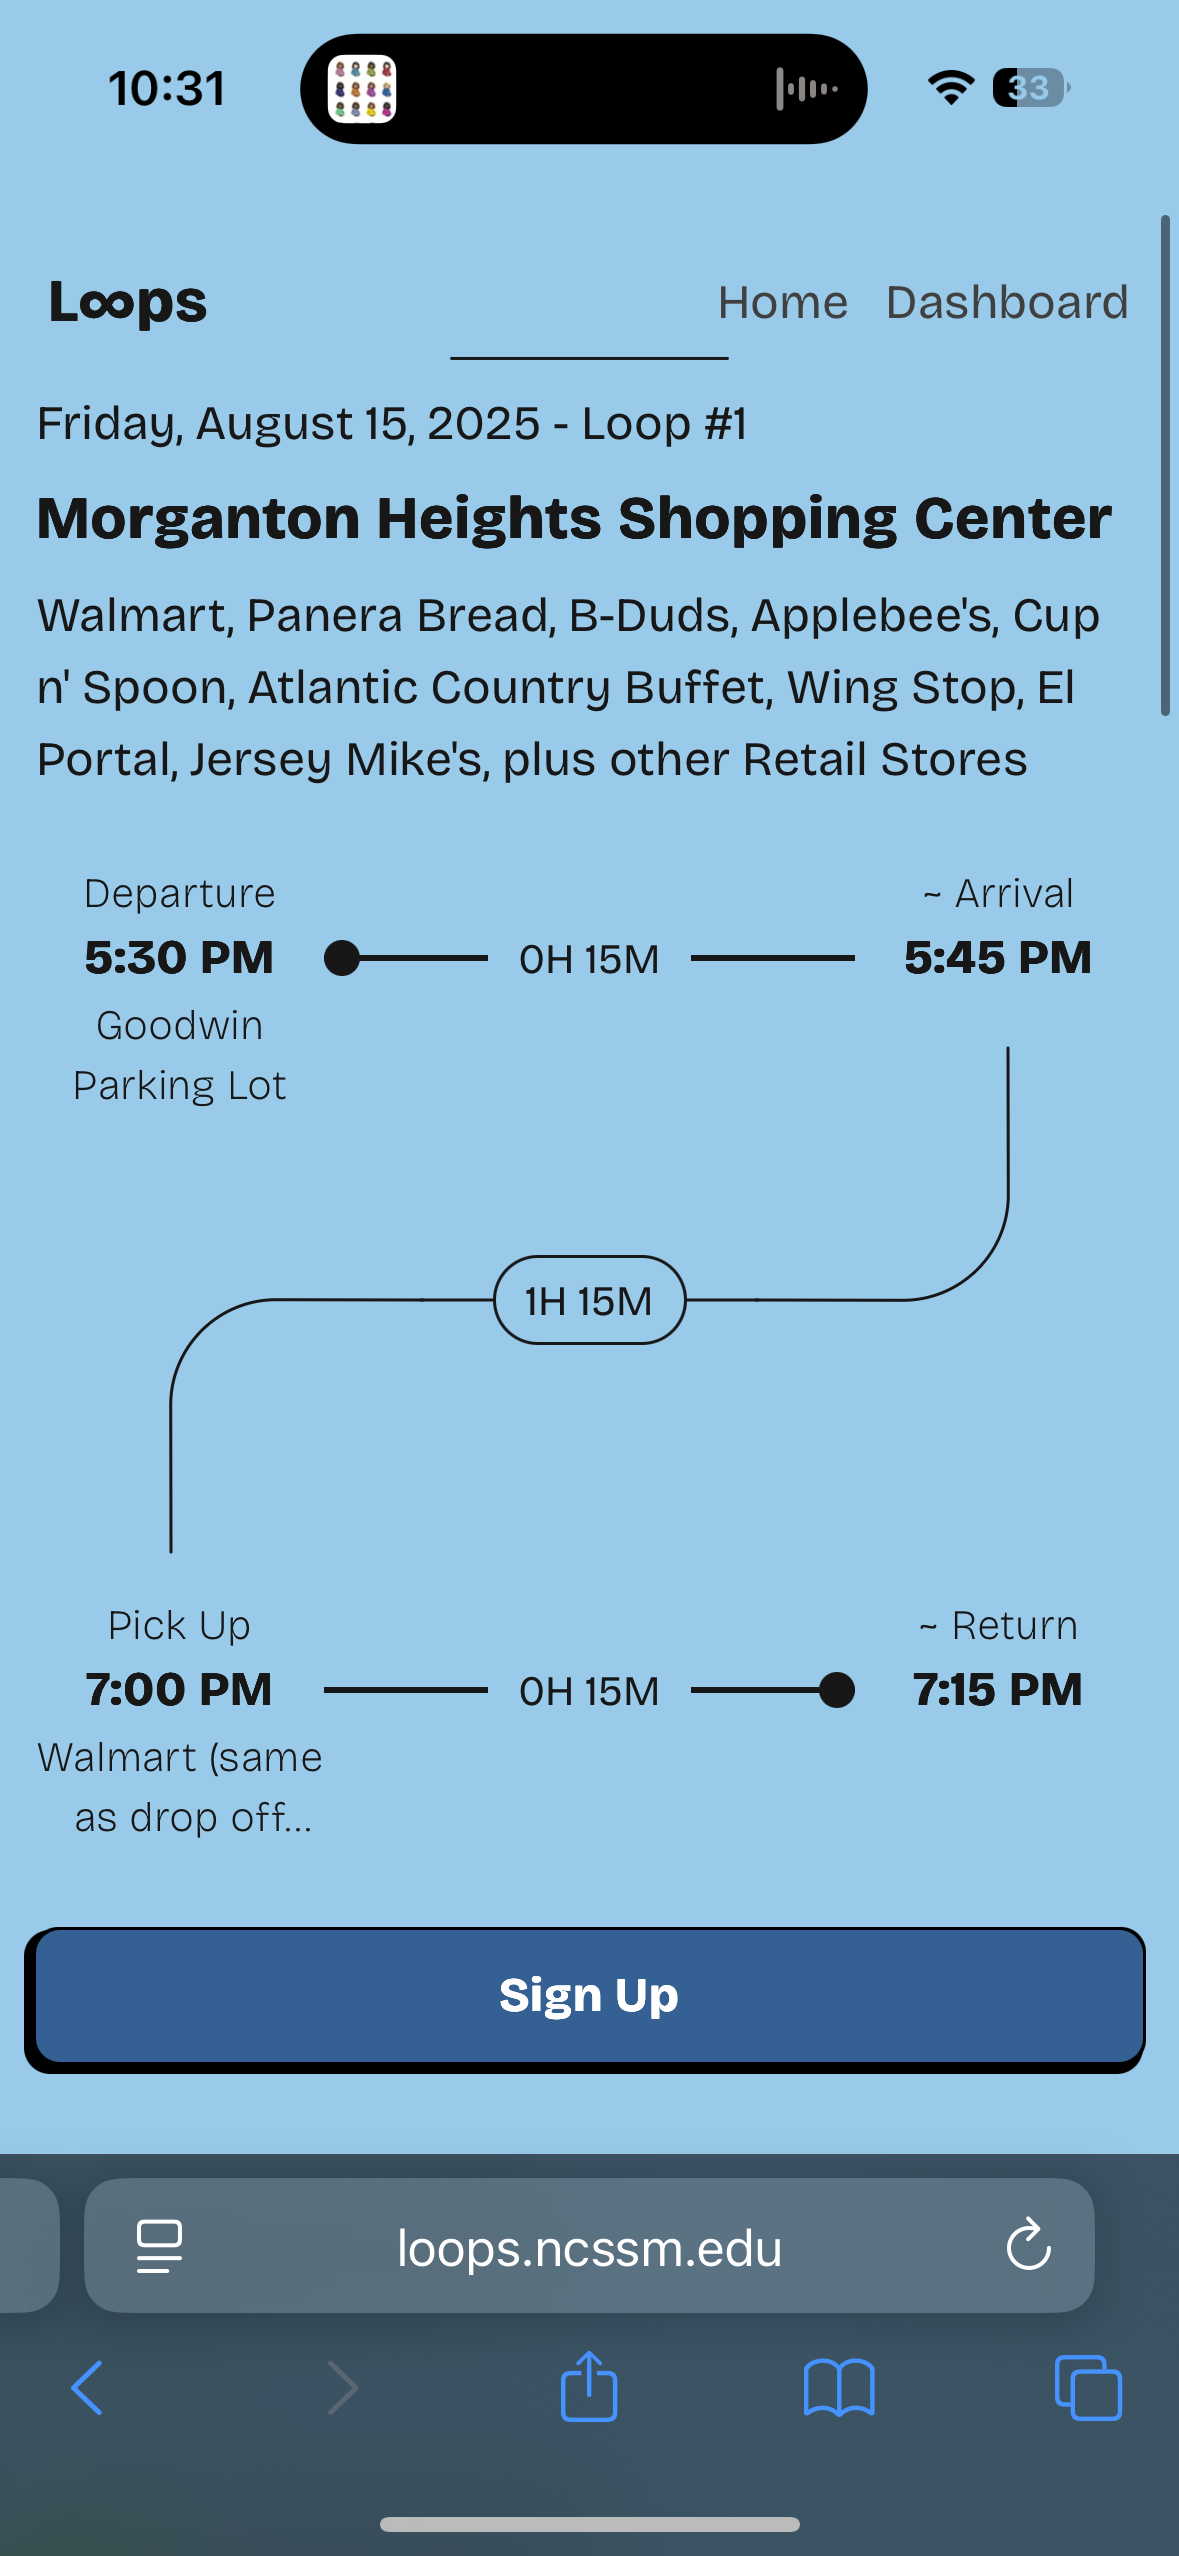 10:31
33
Loops
Home Dashboard
Friday, August 15, 2025 - Loop #1
Morganton Heights Shopping Center
Walmart, Panera Bread, B-Duds, Applebee's, Cup
n' Spoon, Atlantic Country Buffet, Wing Stop, El
Portal, Jersey Mike's, plus other Retail Stores
Departure
5:30 PM
Goodwin
Parking Lot
0H 15M
~ Arrival
5:45 PM
1H 15M
Pick Up
7:00 PM
Walmart (same
as drop off...
0H 15M
~ Return
7:15 PM
Sign Up
loops.ncssm.edu